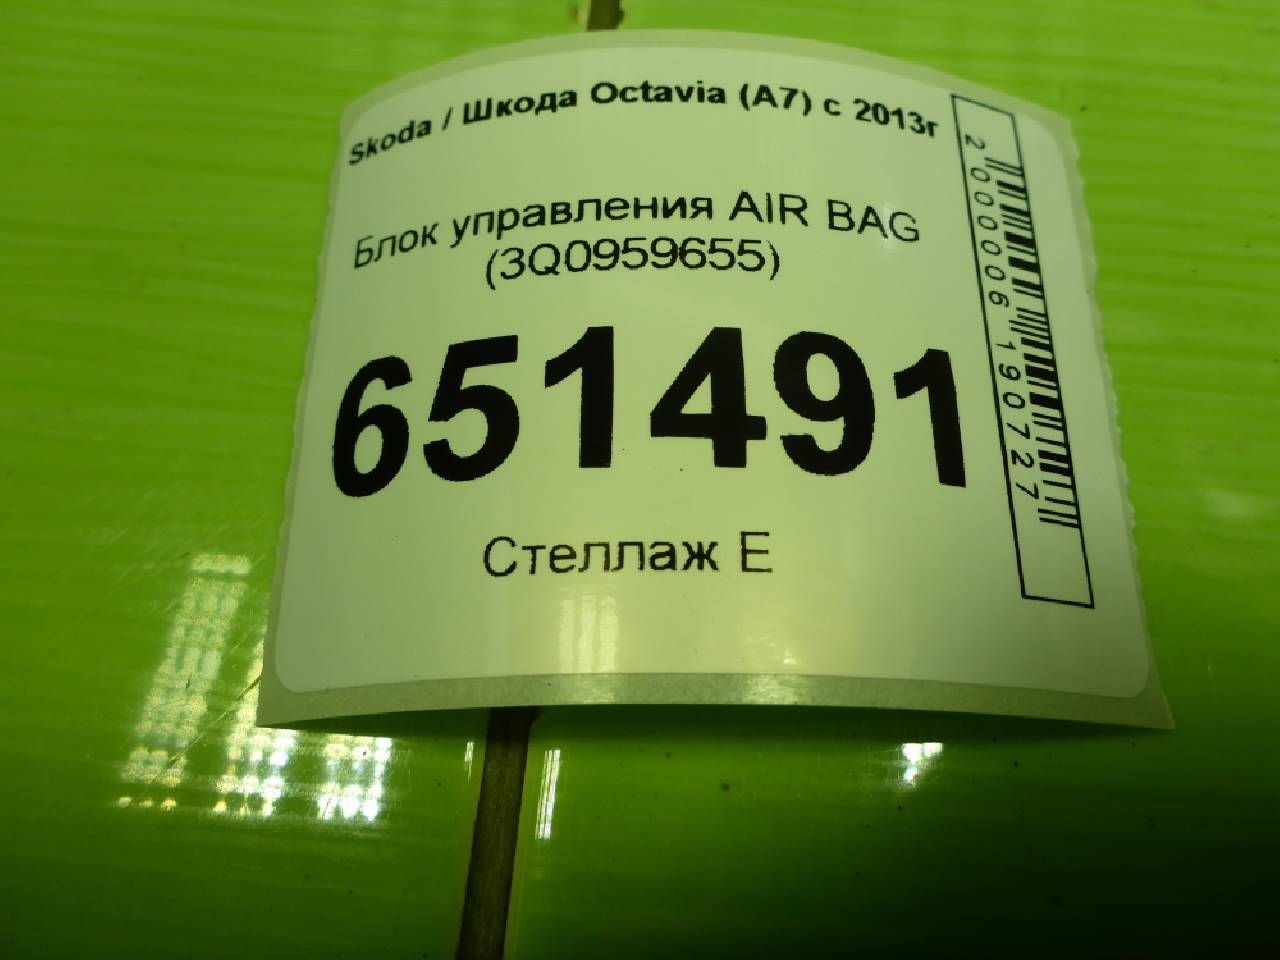 Skoda / Шкода Octavia (A7) с 2013г
Блок управления AIR BAG
(3Q0959655)
651491
Стеллаж Е
2000006190727